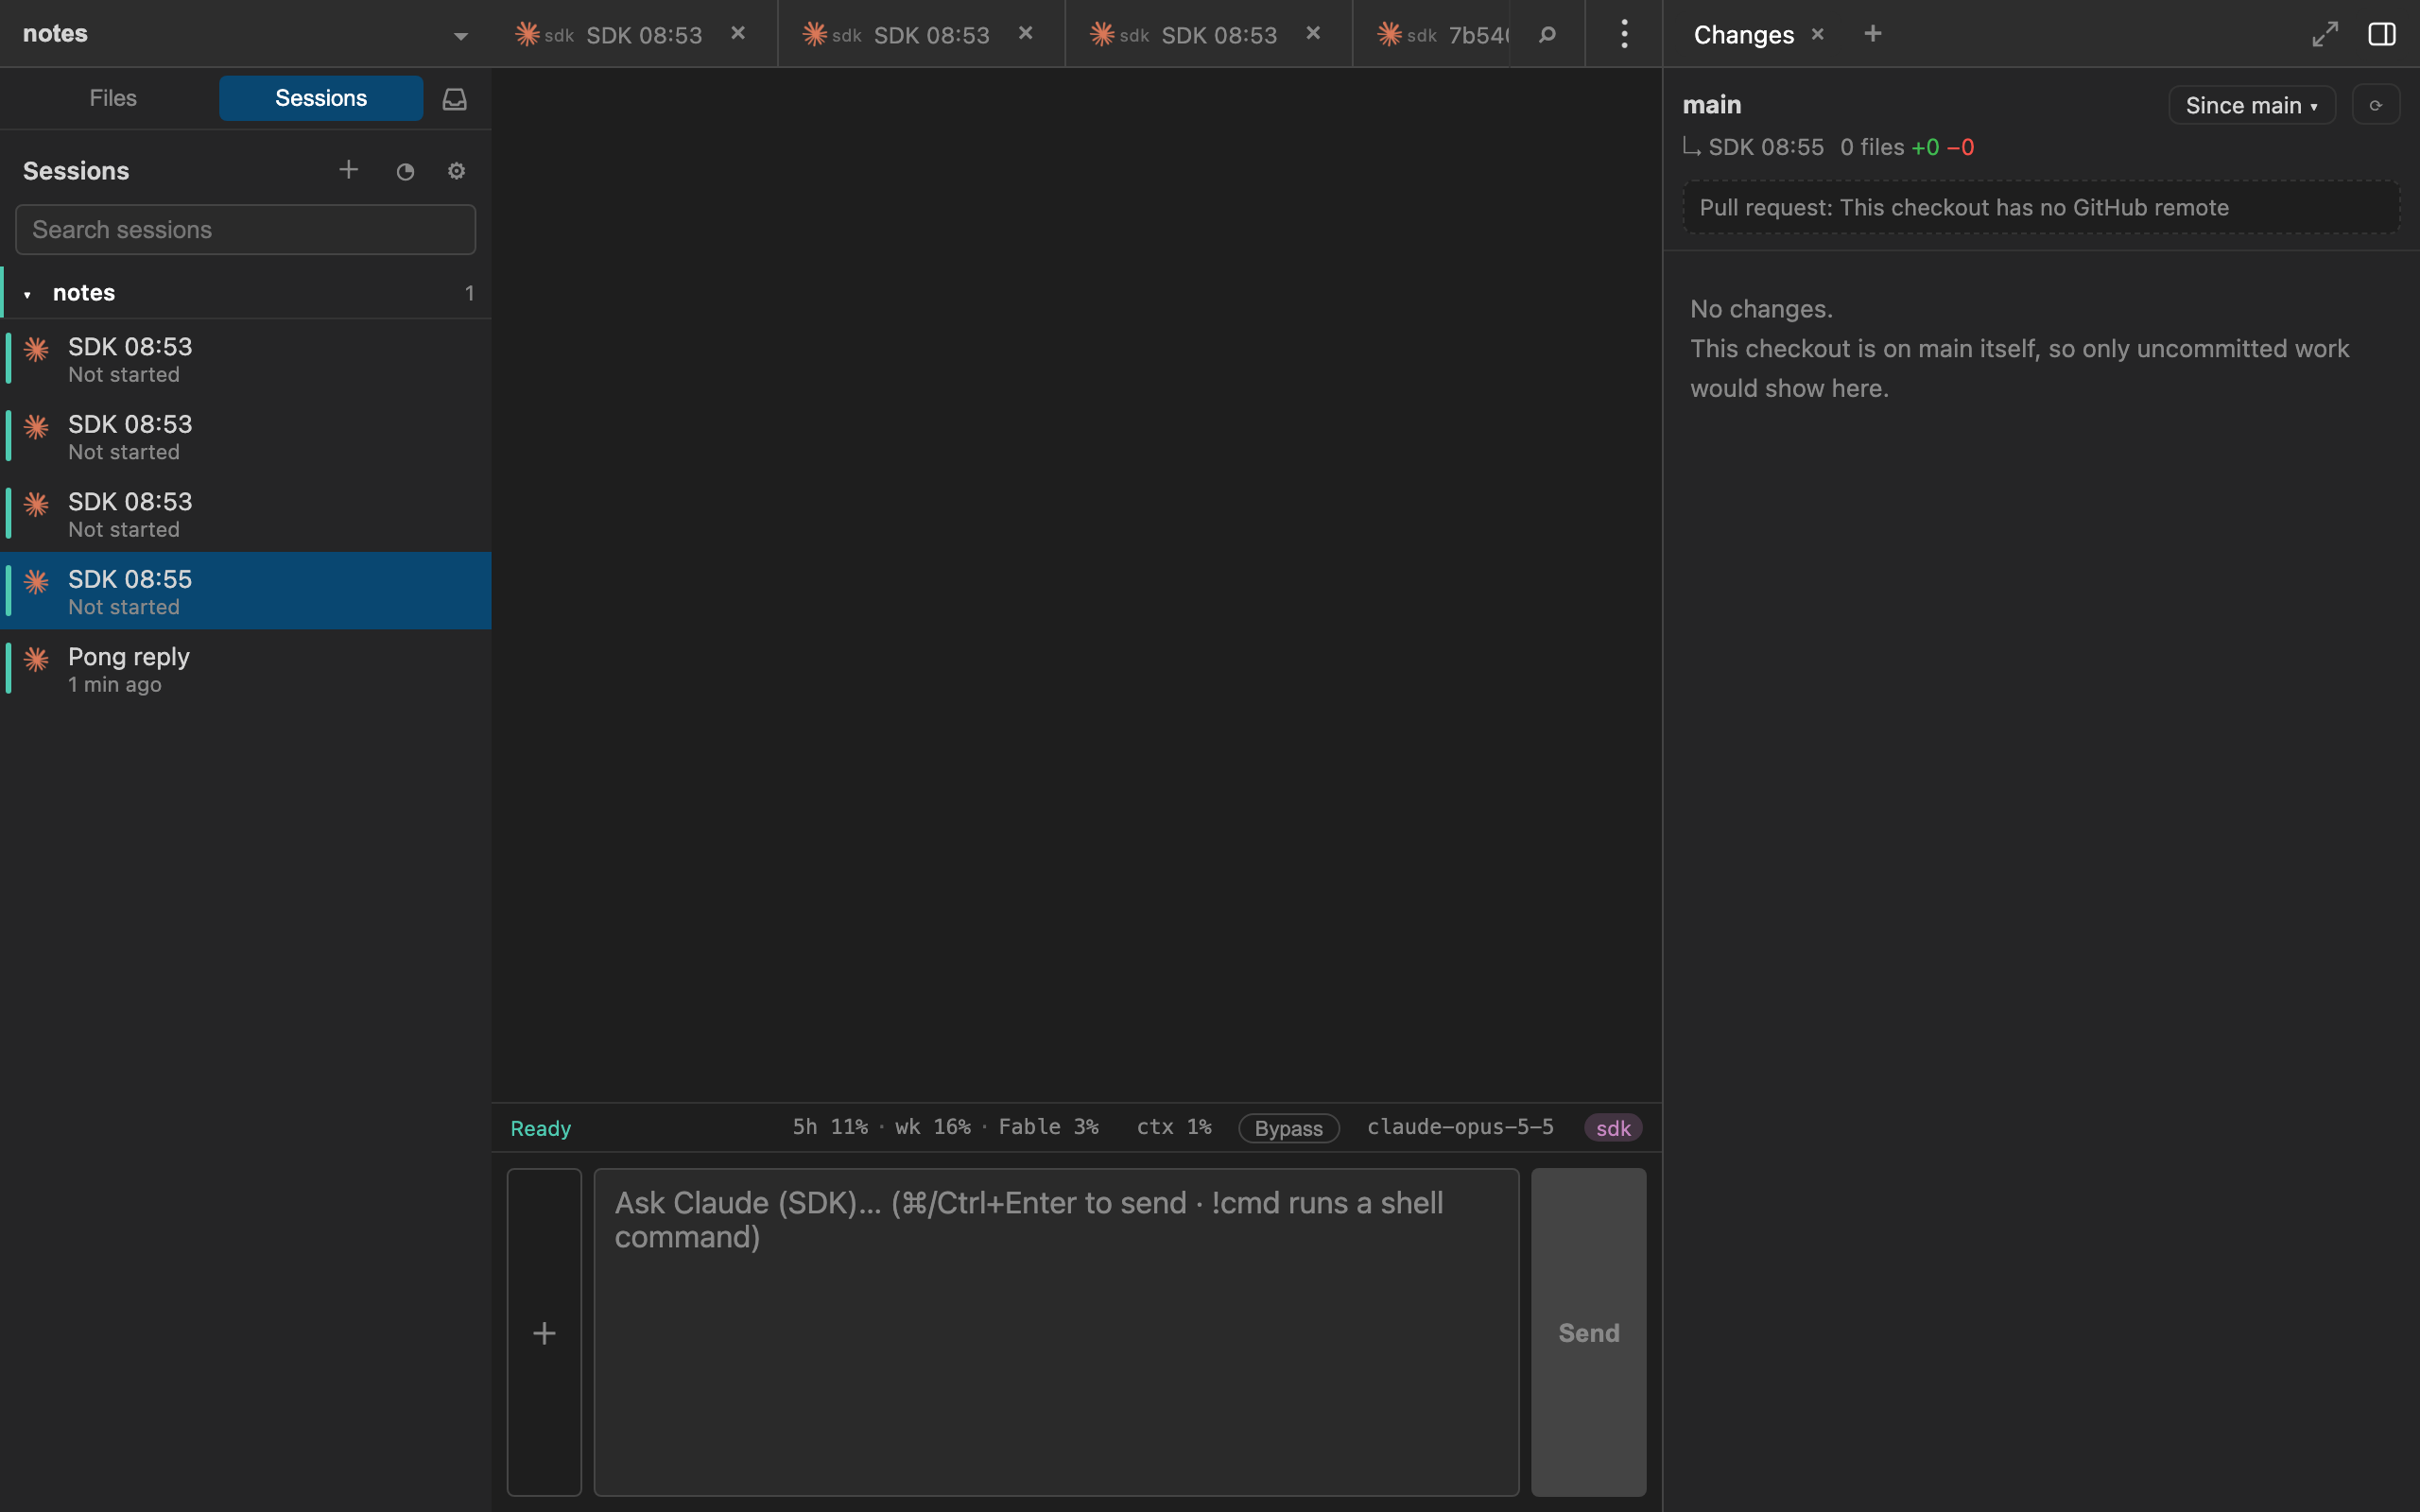 notes
sdk SDK 08:53
sdk SDK 08:53
sdk SDK 08:53
sdk 7b540
Changes
Files
Sessions
Sessions
Search sessions
notes 1
SDK 08:53
Not started
SDK 08:53
Not started
SDK 08:53
Not started
SDK 08:55
Not started
Pong reply
1 min ago
Ready
5h 11% · wk 16% · Fable 3% ctx 1% Bypass claude-opus-5-5 sdk
Ask Claude (SDK)... (⌘/Ctrl+Enter to send · !cmd runs a shell
command)
Send
main
Since main
SDK 08:55 0 files +0 −0
Pull request: This checkout has no GitHub remote
No changes.
This checkout is on main itself, so only uncommitted work
would show here.